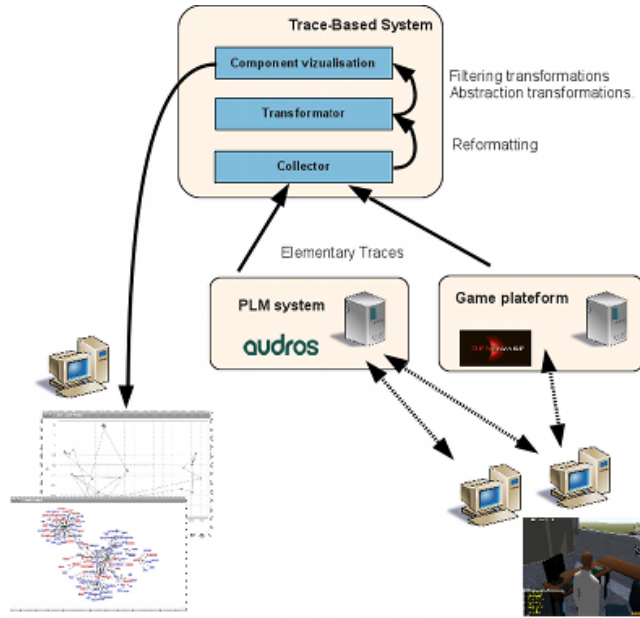 Trace-Based System
Component vizualisation
Filtering transformations
Abstraction transformations.
Transformator
Reformatting
Collector
Elementary Traces
PLM system
Game plateform
audros